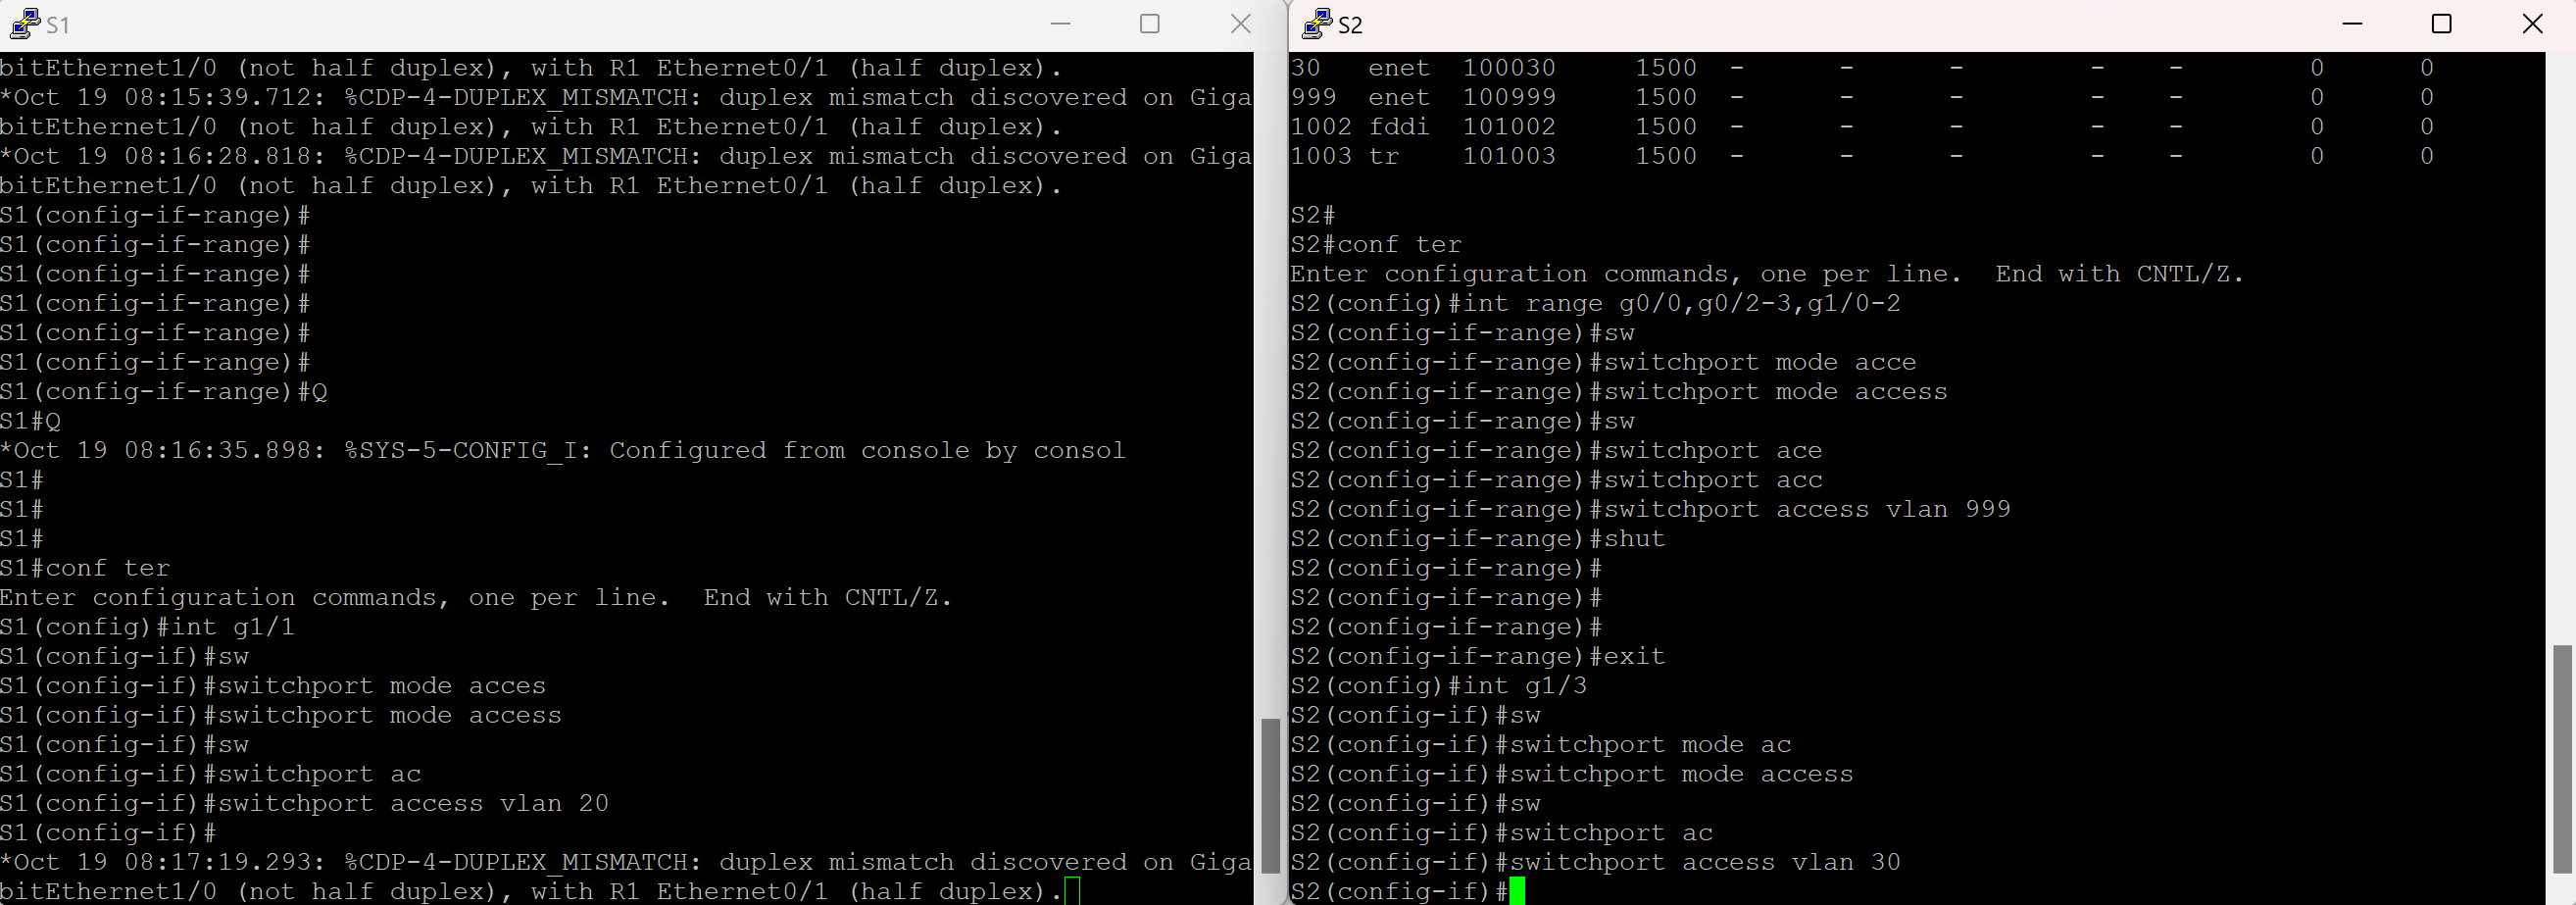 S1
bitEthernet1/0 (not half duplex), with R1 Ethernet0/1 (half duplex).
*Oct 19 08:15:39.712: %CDP-4-DUPLEX_MISMATCH: duplex mismatch discovered on Giga
bitEthernet1/0 (not half duplex), with R1 Ethernet0/1 (half duplex).
*Oct 19 08:16:28.818: %CDP-4-DUPLEX_MISMATCH: duplex mismatch discovered on Giga
bitEthernet1/0 (not half duplex), with R1 Ethernet0/1 (half duplex).
S1(config-if-range)#
S1(config-if-range)#
S1(config-if-range)#
S1(config-if-range)#
S1(config-if-range)#
S1(config-if-range)#
S1(config-if-range)#Q
S1#Q
*Oct 19 08:16:35.898: %SYS-5-CONFIG_I: Configured from console by consol
S1#
S1#
S1#
S1#conf ter
Enter configuration commands, one per line.  End with CNTL/Z.
S1(config)#int g1/1
S1(config-if)#sw
S1(config-if)#switchport mode acces
S1(config-if)#switchport mode access
S1(config-if)#sw
S1(config-if)#switchport ac
S1(config-if)#switchport access vlan 20
S1(config-if)#
*Oct 19 08:17:19.293: %CDP-4-DUPLEX_MISMATCH: duplex mismatch discovered on Giga
bitEthernet1/0 (not half duplex), with R1 Ethernet0/1 (half duplex).
S2
30   enet  100030     1500  -      -      -        -    -        0      0
999  enet  100999     1500  -      -      -        -    -        0      0
1002 fddi  101002     1500  -      -      -        -    -        0      0
1003 tr    101003     1500  -      -      -        -    -        0      0
S2#
S2#conf ter
Enter configuration commands, one per line.  End with CNTL/Z.
S2(config)#int range g0/0,g0/2-3,g1/0-2
S2(config-if-range)#sw
S2(config-if-range)#switchport mode acce
S2(config-if-range)#switchport mode access
S2(config-if-range)#sw
S2(config-if-range)#switchport ace
S2(config-if-range)#switchport acc
S2(config-if-range)#switchport access vlan 999
S2(config-if-range)#shut
S2(config-if-range)#
S2(config-if-range)#
S2(config-if-range)#
S2(config-if-range)#exit
S2(config)#int g1/3
S2(config-if)#sw
S2(config-if)#switchport mode ac
S2(config-if)#switchport mode access
S2(config-if)#sw
S2(config-if)#switchport ac
S2(config-if)#switchport access vlan 30
S2(config-if)#